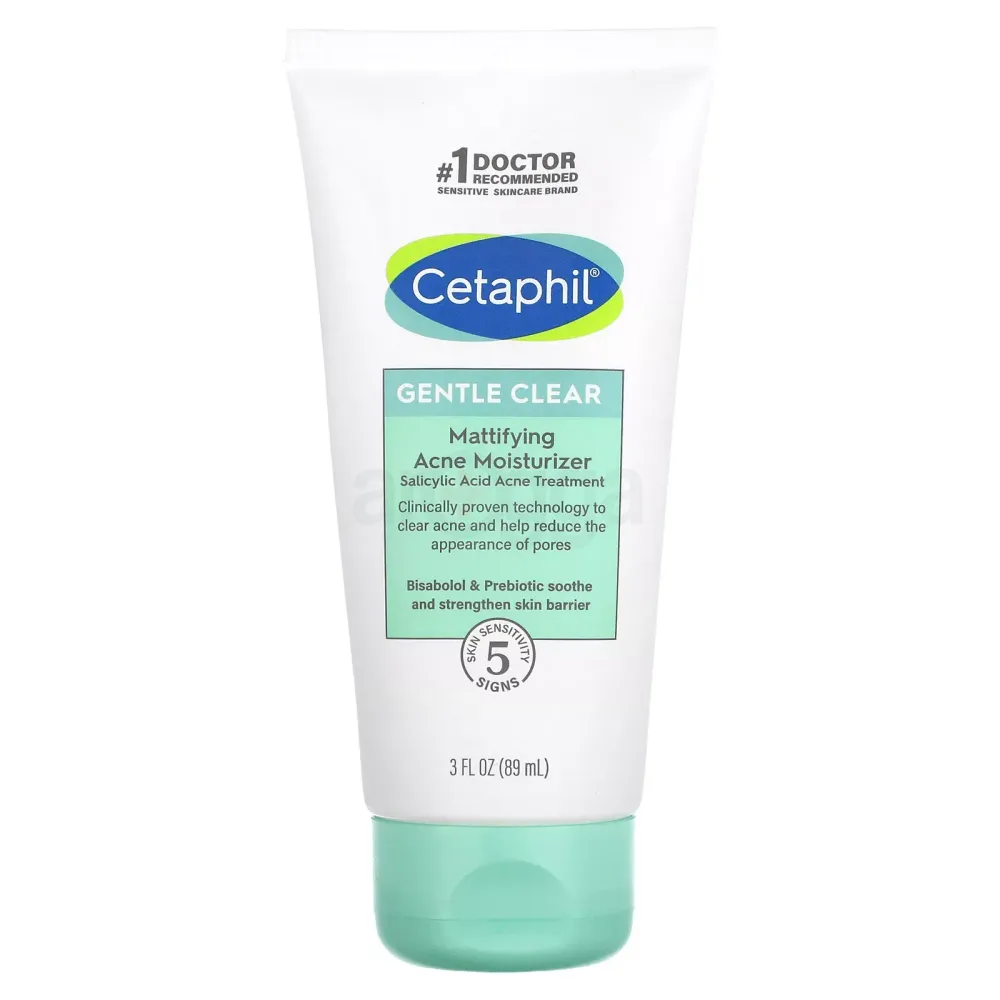 #1 DOCTOR
RECOMMENDED
SENSITIVE SKINCARE BRAND
Cetaphil®
GENTLE CLEAR
Mattifying
Acne Moisturizer
Salicylic Acid Acne Treatment
Clinically proven technology to
clear acne and help reduce the
appearance of pores
Bisabolol & Prebiotic soothe
and strengthen skin barrier
SKIN SENSITIVITY
5
SIGNS
3 FL OZ (89 mL)